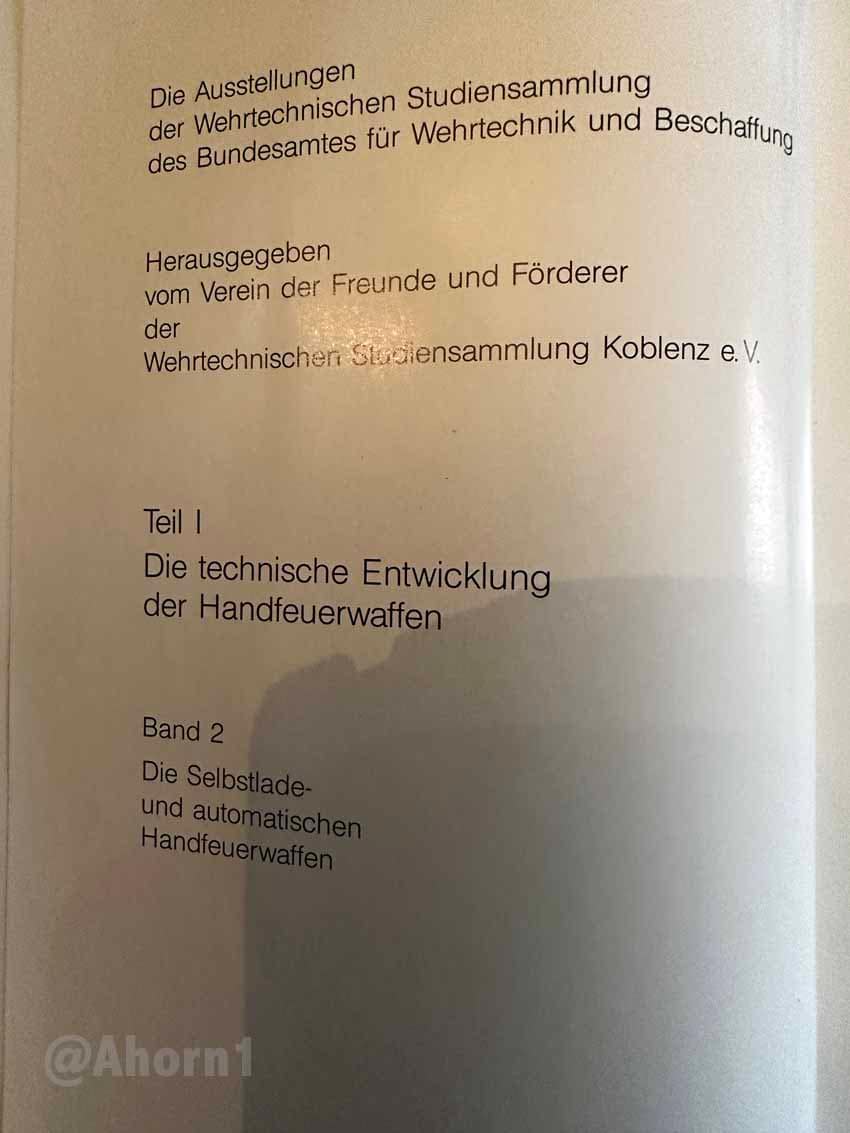 Die Ausstellungen
der Wehrtechnischen Studiensammlung
des Bundesamtes für Wehrtechnik und Beschaffung
Herausgegeben
vom Verein der Freunde und Förderer
der
Wehrtechnischen Studiensammlung Koblenz e.V.
Teil I
Die technische Entwicklung
der Handfeuerwaffen
Band 2
Die Selbstlade-
und automatischen
Handfeuerwaffen
@Ahorn1